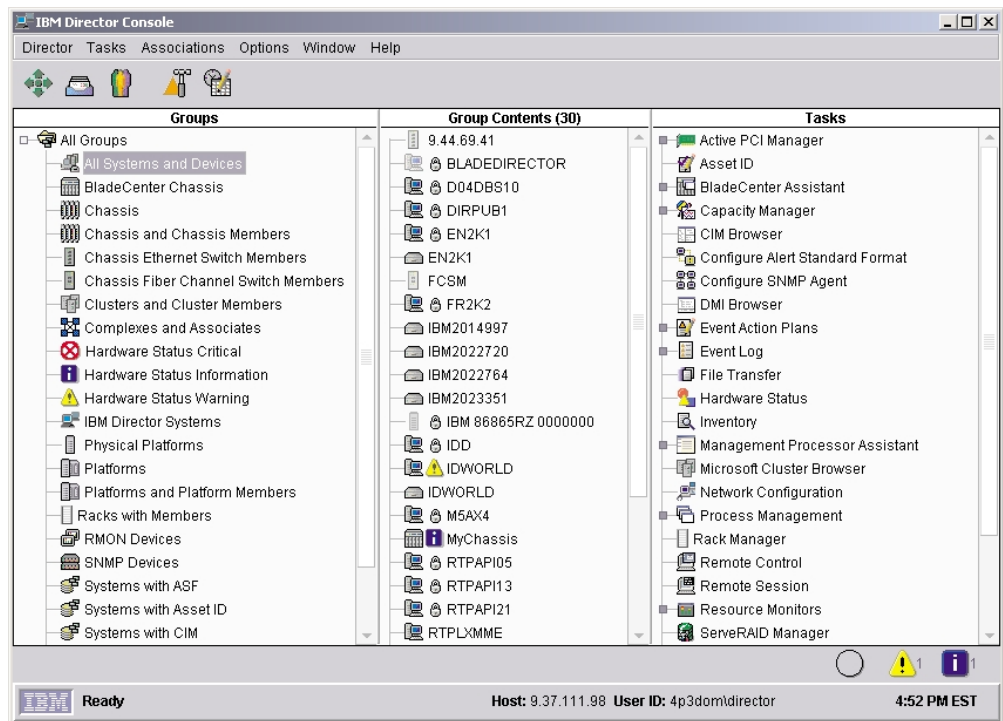 IBM Director Console
Director Tasks Associations Options Window Help
Groups
All Groups
All Systems and Devices
BladeCenter Chassis
Chassis
Chassis and Chassis Members
Chassis Ethernet Switch Members
Chassis Fiber Channel Switch Members
Clusters and Cluster Members
Complexes and Associates
Hardware Status Critical
Hardware Status Information
Hardware Status Warning
IBM Director Systems
Physical Platforms
Platforms
Platforms and Platform Members
Racks with Members
RMON Devices
SNMP Devices
Systems with ASF
Systems with Asset ID
Systems with CIM
Group Contents (30)
9.44.69.41
BLADEDIRECTOR
D04DBS10
DIRPUB1
EN2K1
EN2K1
FCSM
FR2K2
IBM2014997
IBM2022720
IBM2022764
IBM2023351
IBM 86865RZ 0000000
IDD
IDWORLD
IDWORLD
M5AX4
MyChassis
RTPAPI05
RTPAPI13
RTPAPI21
RTPLXMME
Tasks
Active PCI Manager
Asset ID
BladeCenter Assistant
Capacity Manager
CIM Browser
Configure Alert Standard Format
Configure SNMP Agent
DMI Browser
Event Action Plans
Event Log
File Transfer
Hardware Status
Inventory
Management Processor Assistant
Microsoft Cluster Browser
Network Configuration
Process Management
Rack Manager
Remote Control
Remote Session
Resource Monitors
ServeRAID Manager
1 1
IBM Ready Host: 9.37.111.98 User ID: 4p3dom\director 4:52 PM EST